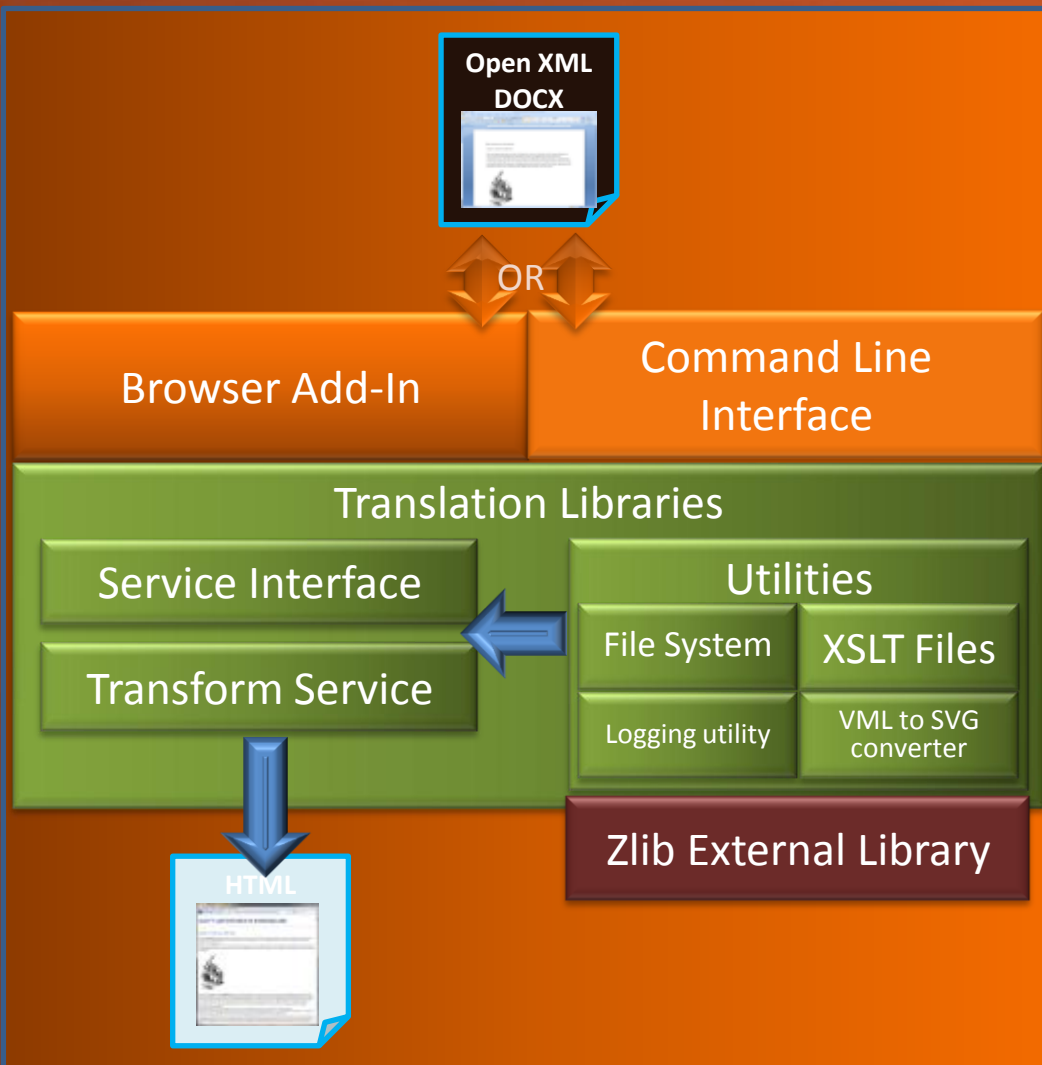 Open XML
DOCX
OR
Browser Add-In
Command Line
Interface
Translation Libraries
Service Interface
Transform Service
Utilities
File System
XSLT Files
Logging utility
VML to SVG
converter
Zlib External Library
HTML